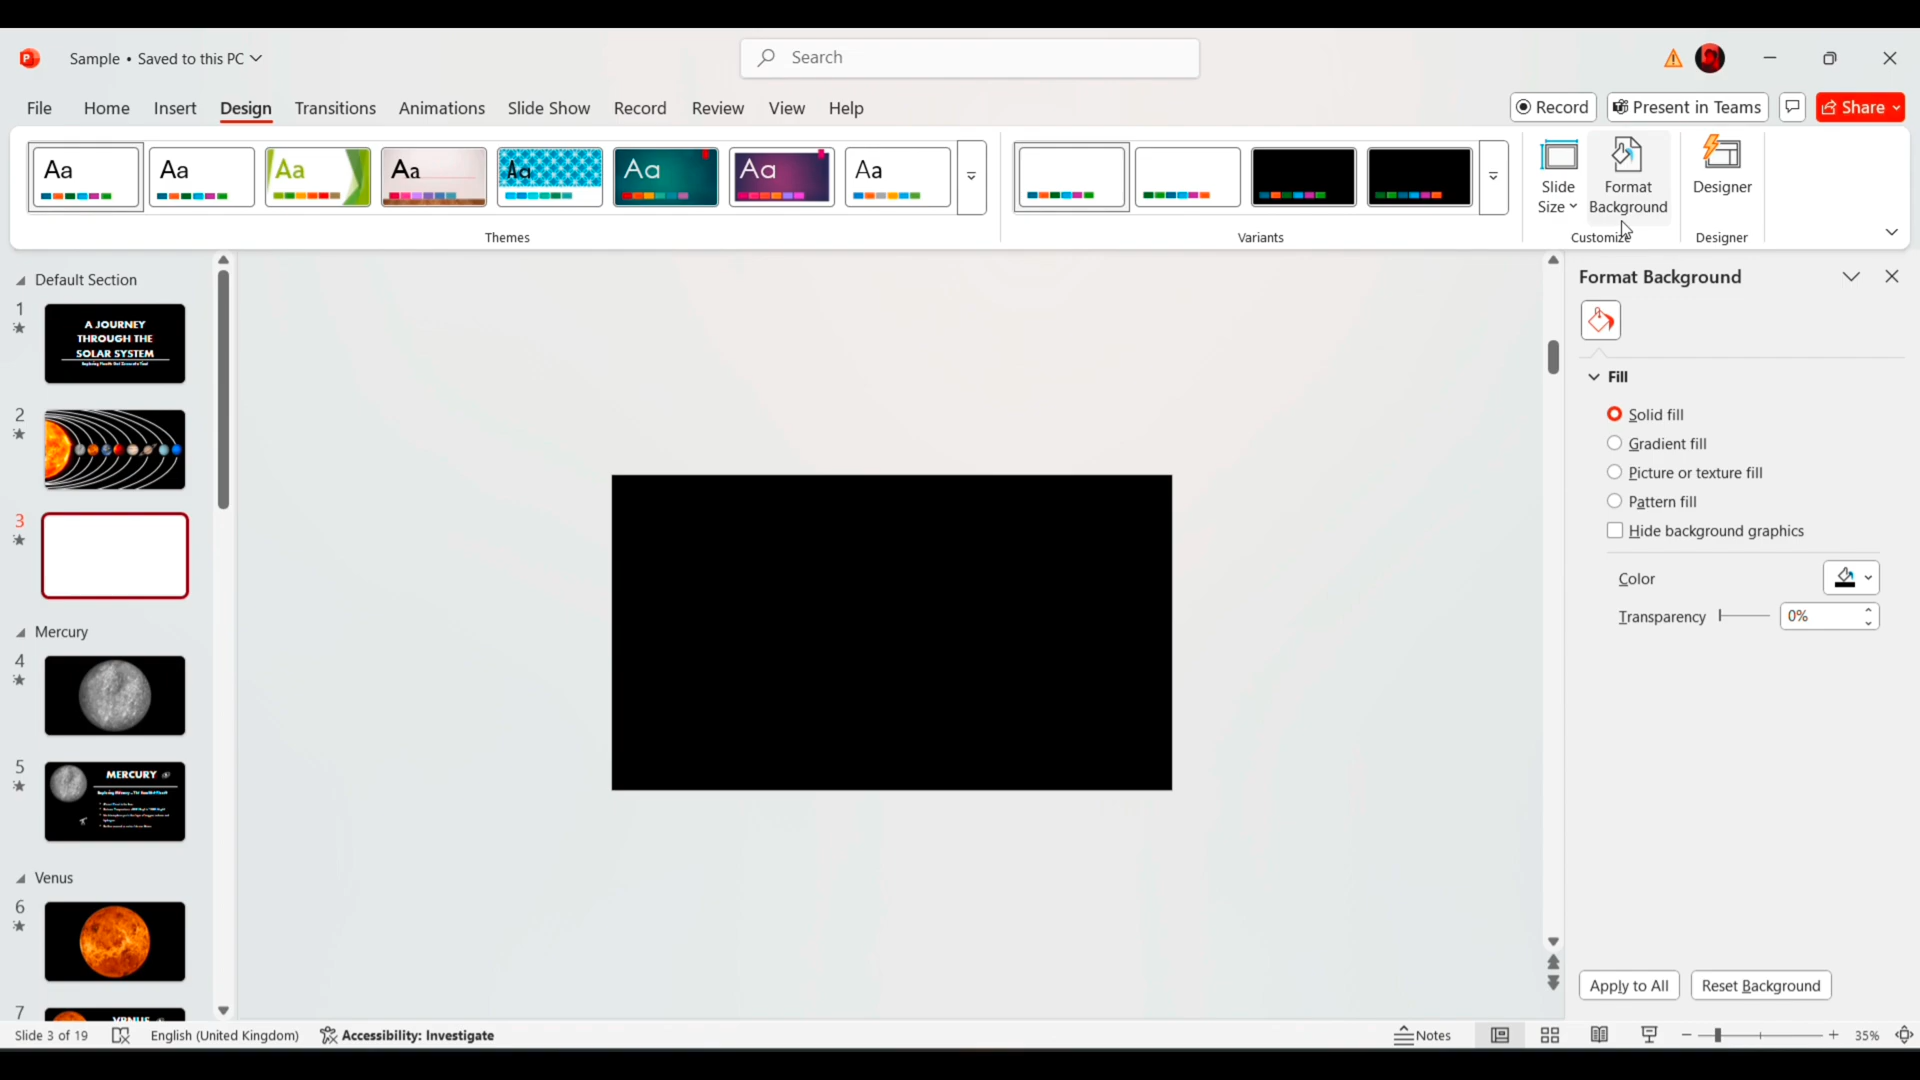 Sample • Saved to this PC
Search
File Home Insert Design Transitions Animations Slide Show Record Review View Help
Record Present in Teams Share
Aa Aa Aa Aa Aa Aa Aa Aa
Slide
Size
Format
Background
Designer
Themes Variants Customize Designer
Default Section
1
A JOURNEY
THROUGH THE
SOLAR SYSTEM
2
3
Mercury
4
5
MERCURY
Venus
6
7
VENUS
Format Background
Fill
Solid fill
Gradient fill
Picture or texture fill
Pattern fill
Hide background graphics
Color
Transparency 0%
Apply to All Reset Background
Slide 3 of 19 English (United Kingdom) Accessibility: Investigate Notes 35%